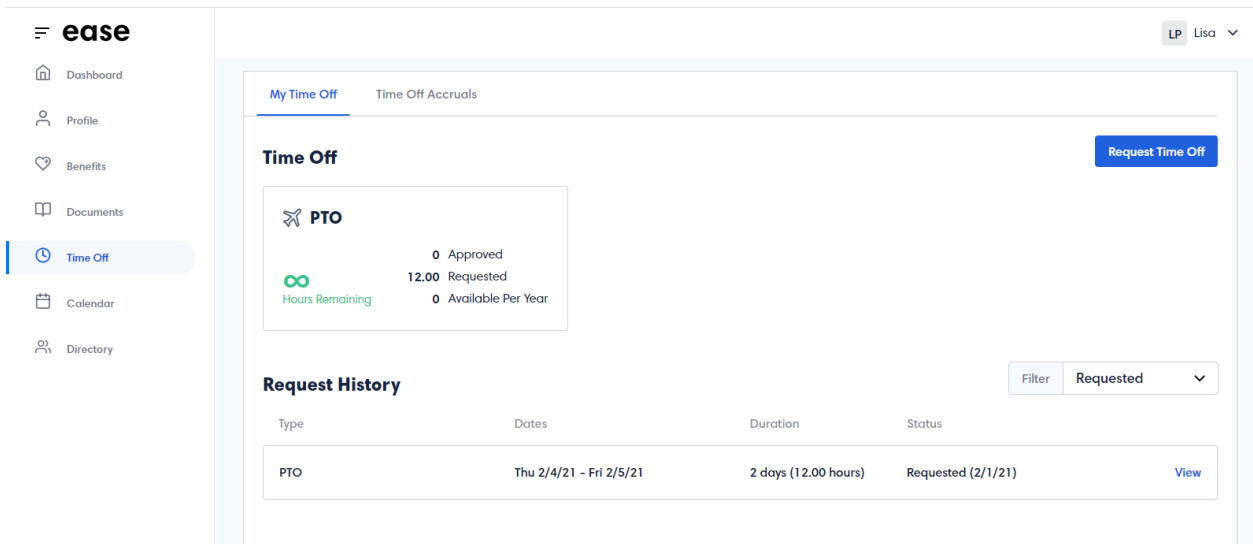 ease
LP Lisa
Dashboard
Profile
Benefits
Documents
Time Off
Calendar
Directory
My Time Off Time Off Accruals
Time Off
Request Time Off
PTO
0 Approved
12.00 Requested
0 Available Per Year
∞
Hours Remaining
Request History
Filter Requested
Type Dates Duration Status
PTO Thu 2/4/21 - Fri 2/5/21 2 days (12.00 hours) Requested (2/1/21) View